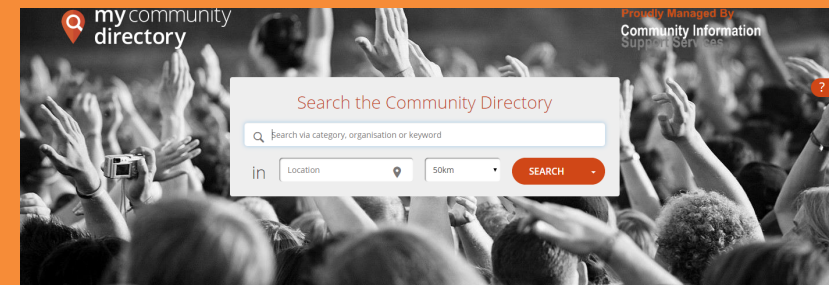 my community
directory
Proudly Managed By
Community Information
Support Services
?
Search the Community Directory
Search via category, organisation or keyword
in
Location
50km
SEARCH